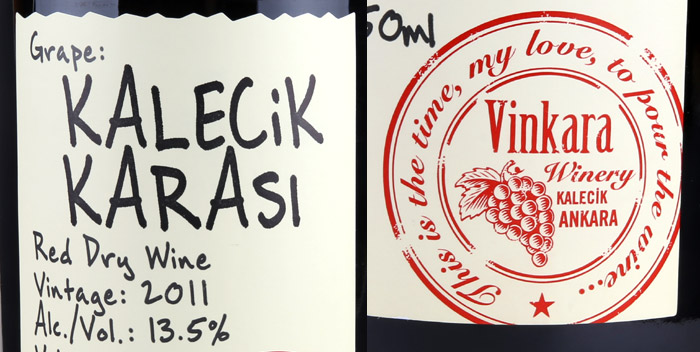 Grape:
KALECiK
KARASI
Red Dry Wine
Vintage: 2011
Alc./Vol.: 13.5%
50ml
This is the time, my love, to pour the wine...
Vinkara
Winery
KALECİK
ANKARA